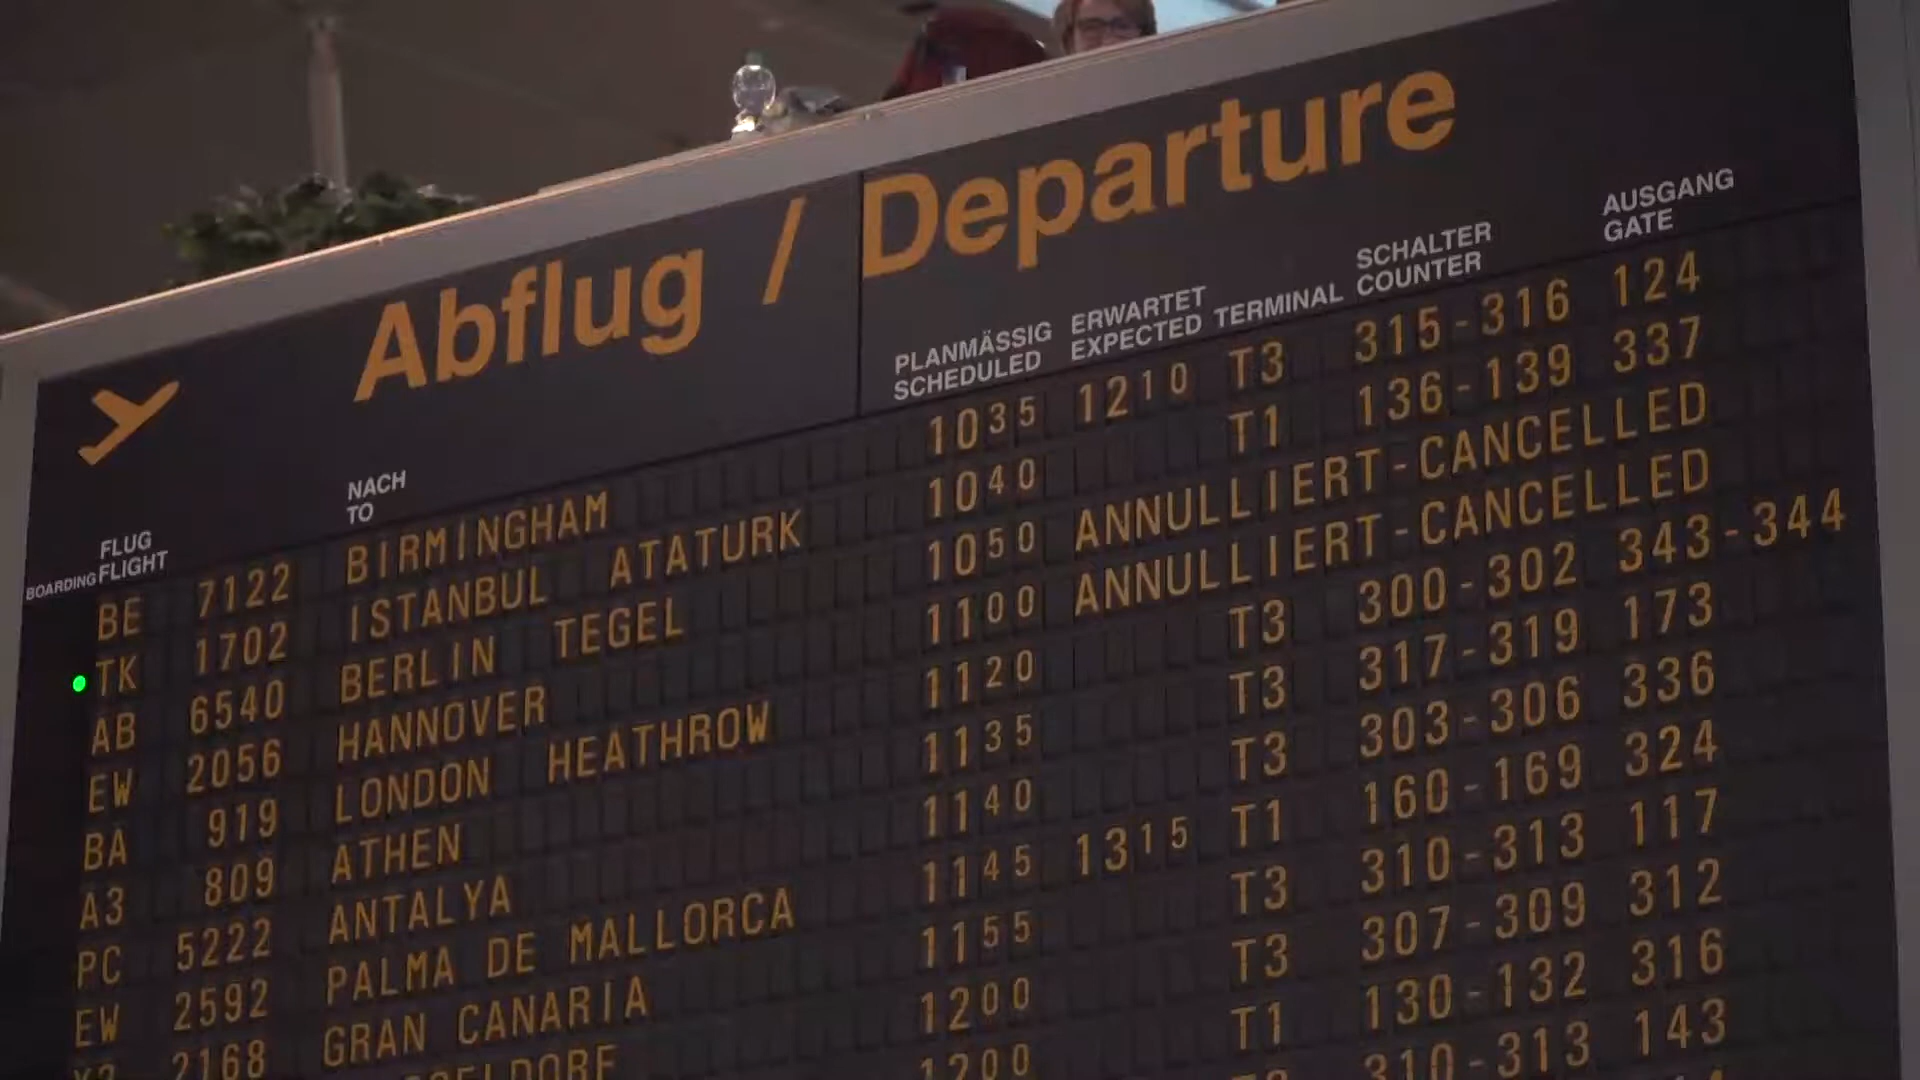 Abflug / Departure
BOARDING
FLUG
FLIGHT
NACH
TO
PLANMÄSSIG
SCHEDULED
ERWARTET
EXPECTED
TERMINAL
SCHALTER
COUNTER
AUSGANG
GATE
BE 7122 BIRMINGHAM 1035 1210 T3 315-316 124
TK 1702 ISTANBUL ATATURK 1040 T1 136-139 337
AB 6540 BERLIN TEGEL 1050 ANNULLIERT-CANCELLED
EW 2056 HANNOVER 1100 ANNULLIERT-CANCELLED
BA 919 LONDON HEATHROW 1120 T3 300-302 343-344
A3 809 ATHEN 1135 T3 317-319 173
PC 5222 ANTALYA 1140 T3 303-306 336
EW 2592 PALMA DE MALLORCA 1145 1315 T1 160-169 324
X3 2168 GRAN CANARIA 1155 T3 310-313 117
1200 T3 307-309 312
1200 T1 130-132 316
310-313 143